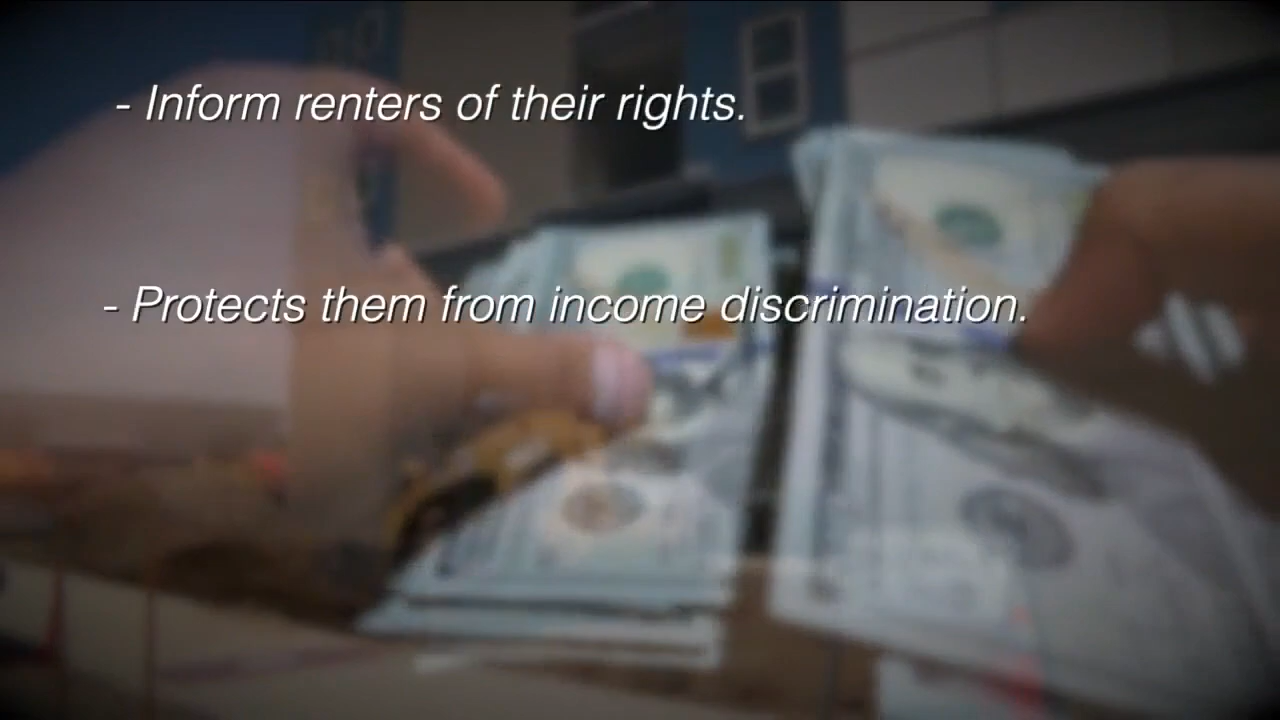 - Inform renters of their rights.
- Protects them from income discrimination.